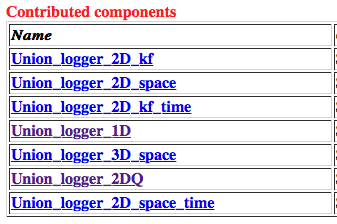 Contributed components
Name
Union_logger_2D_kf
Union_logger_2D_space
Union_logger_2D_kf_time
Union_logger_1D
Union_logger_3D_space
Union_logger_2DQ
Union_logger_2D_space_time